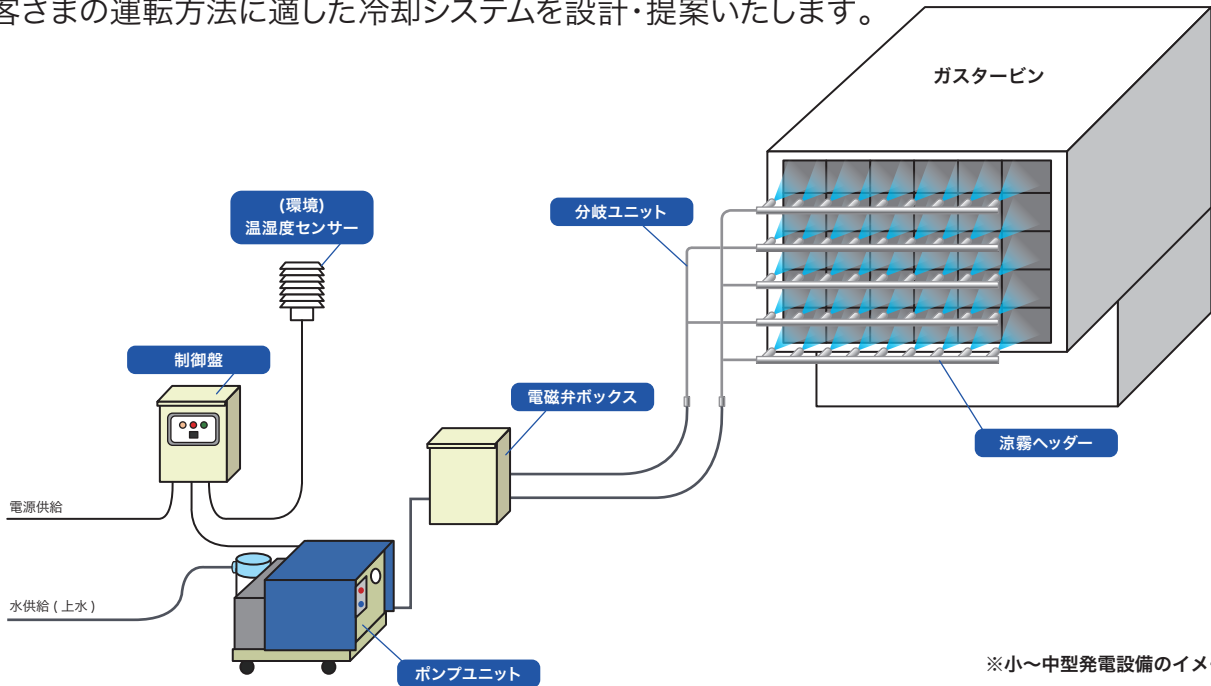 客さまの運転方法に適した冷却システムを設計・提案いたします。
ガスタービン
(環境)
温湿度センサー
分岐ユニット
制御盤
電磁弁ボックス
涼霧ヘッダー
電源供給
水供給 ( 上水 )
ポンプユニット
※小〜中型発電設備のイメ